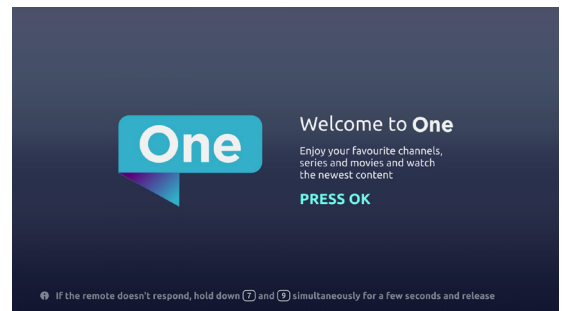 One
Welcome to One
Enjoy your favourite channels,
series and movies and watch
the newest content
PRESS OK
If the remote doesn't respond, hold down 7 and 9 simultaneously for a few seconds and release